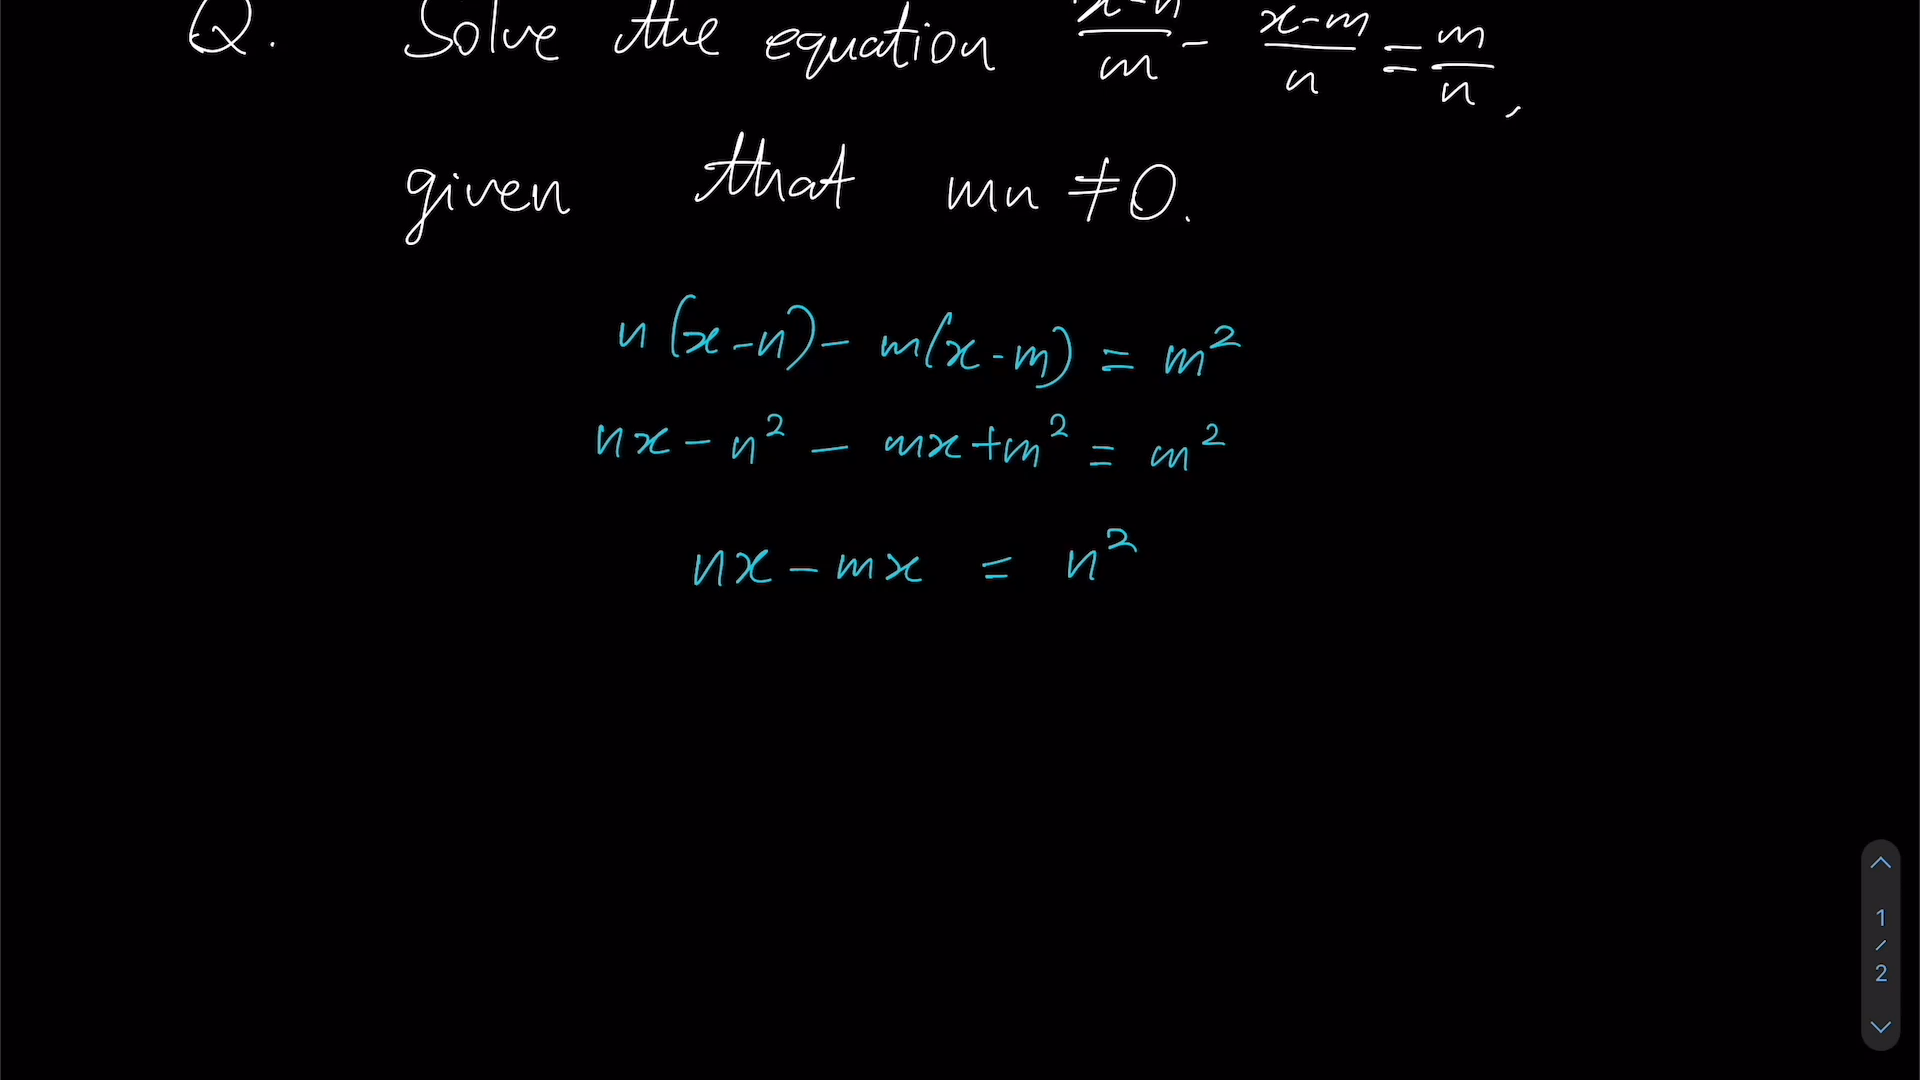 Q. Solve the equation (x-n)/m - (x-m)/n = m/n,
given that mn ≠ 0.
n(x-n) - m(x-m) = m²
nx - n² - mx + m² = m²
nx - mx = n²
1
/
2